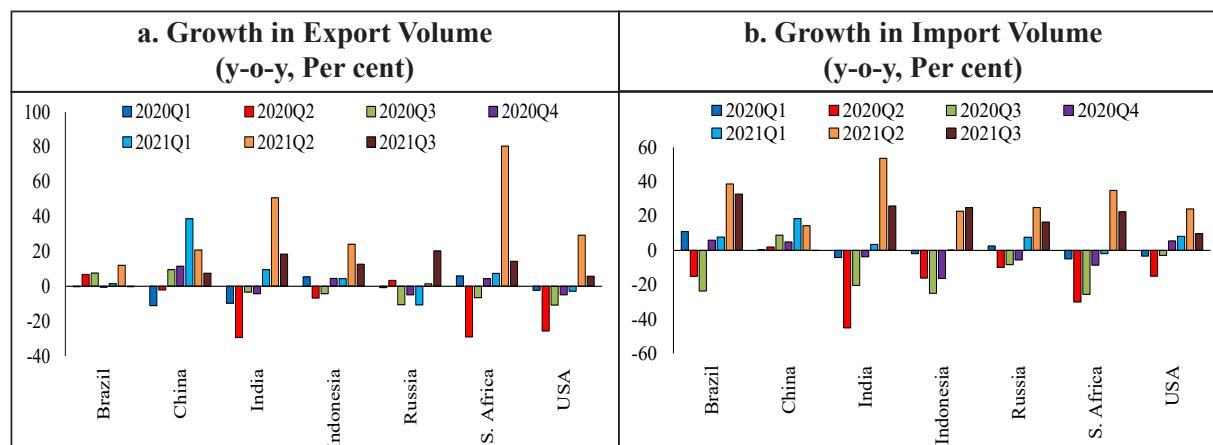 a. Growth in Export Volume
(y-o-y, Per cent)
100
80
60
40
20
0
-20
-40
2020Q1 2020Q2 2020Q3 2020Q4
2021Q1 2021Q2 2021Q3
Brazil
China
India
Indonesia
Russia
S. Africa
USA
b. Growth in Import Volume
(y-o-y, Per cent)
2020Q1 2020Q2 2020Q3 2020Q4
2021Q1 2021Q2 2021Q3
60
40
20
0
-20
-40
-60
Brazil
China
India
Indonesia
Russia
S. Africa
USA